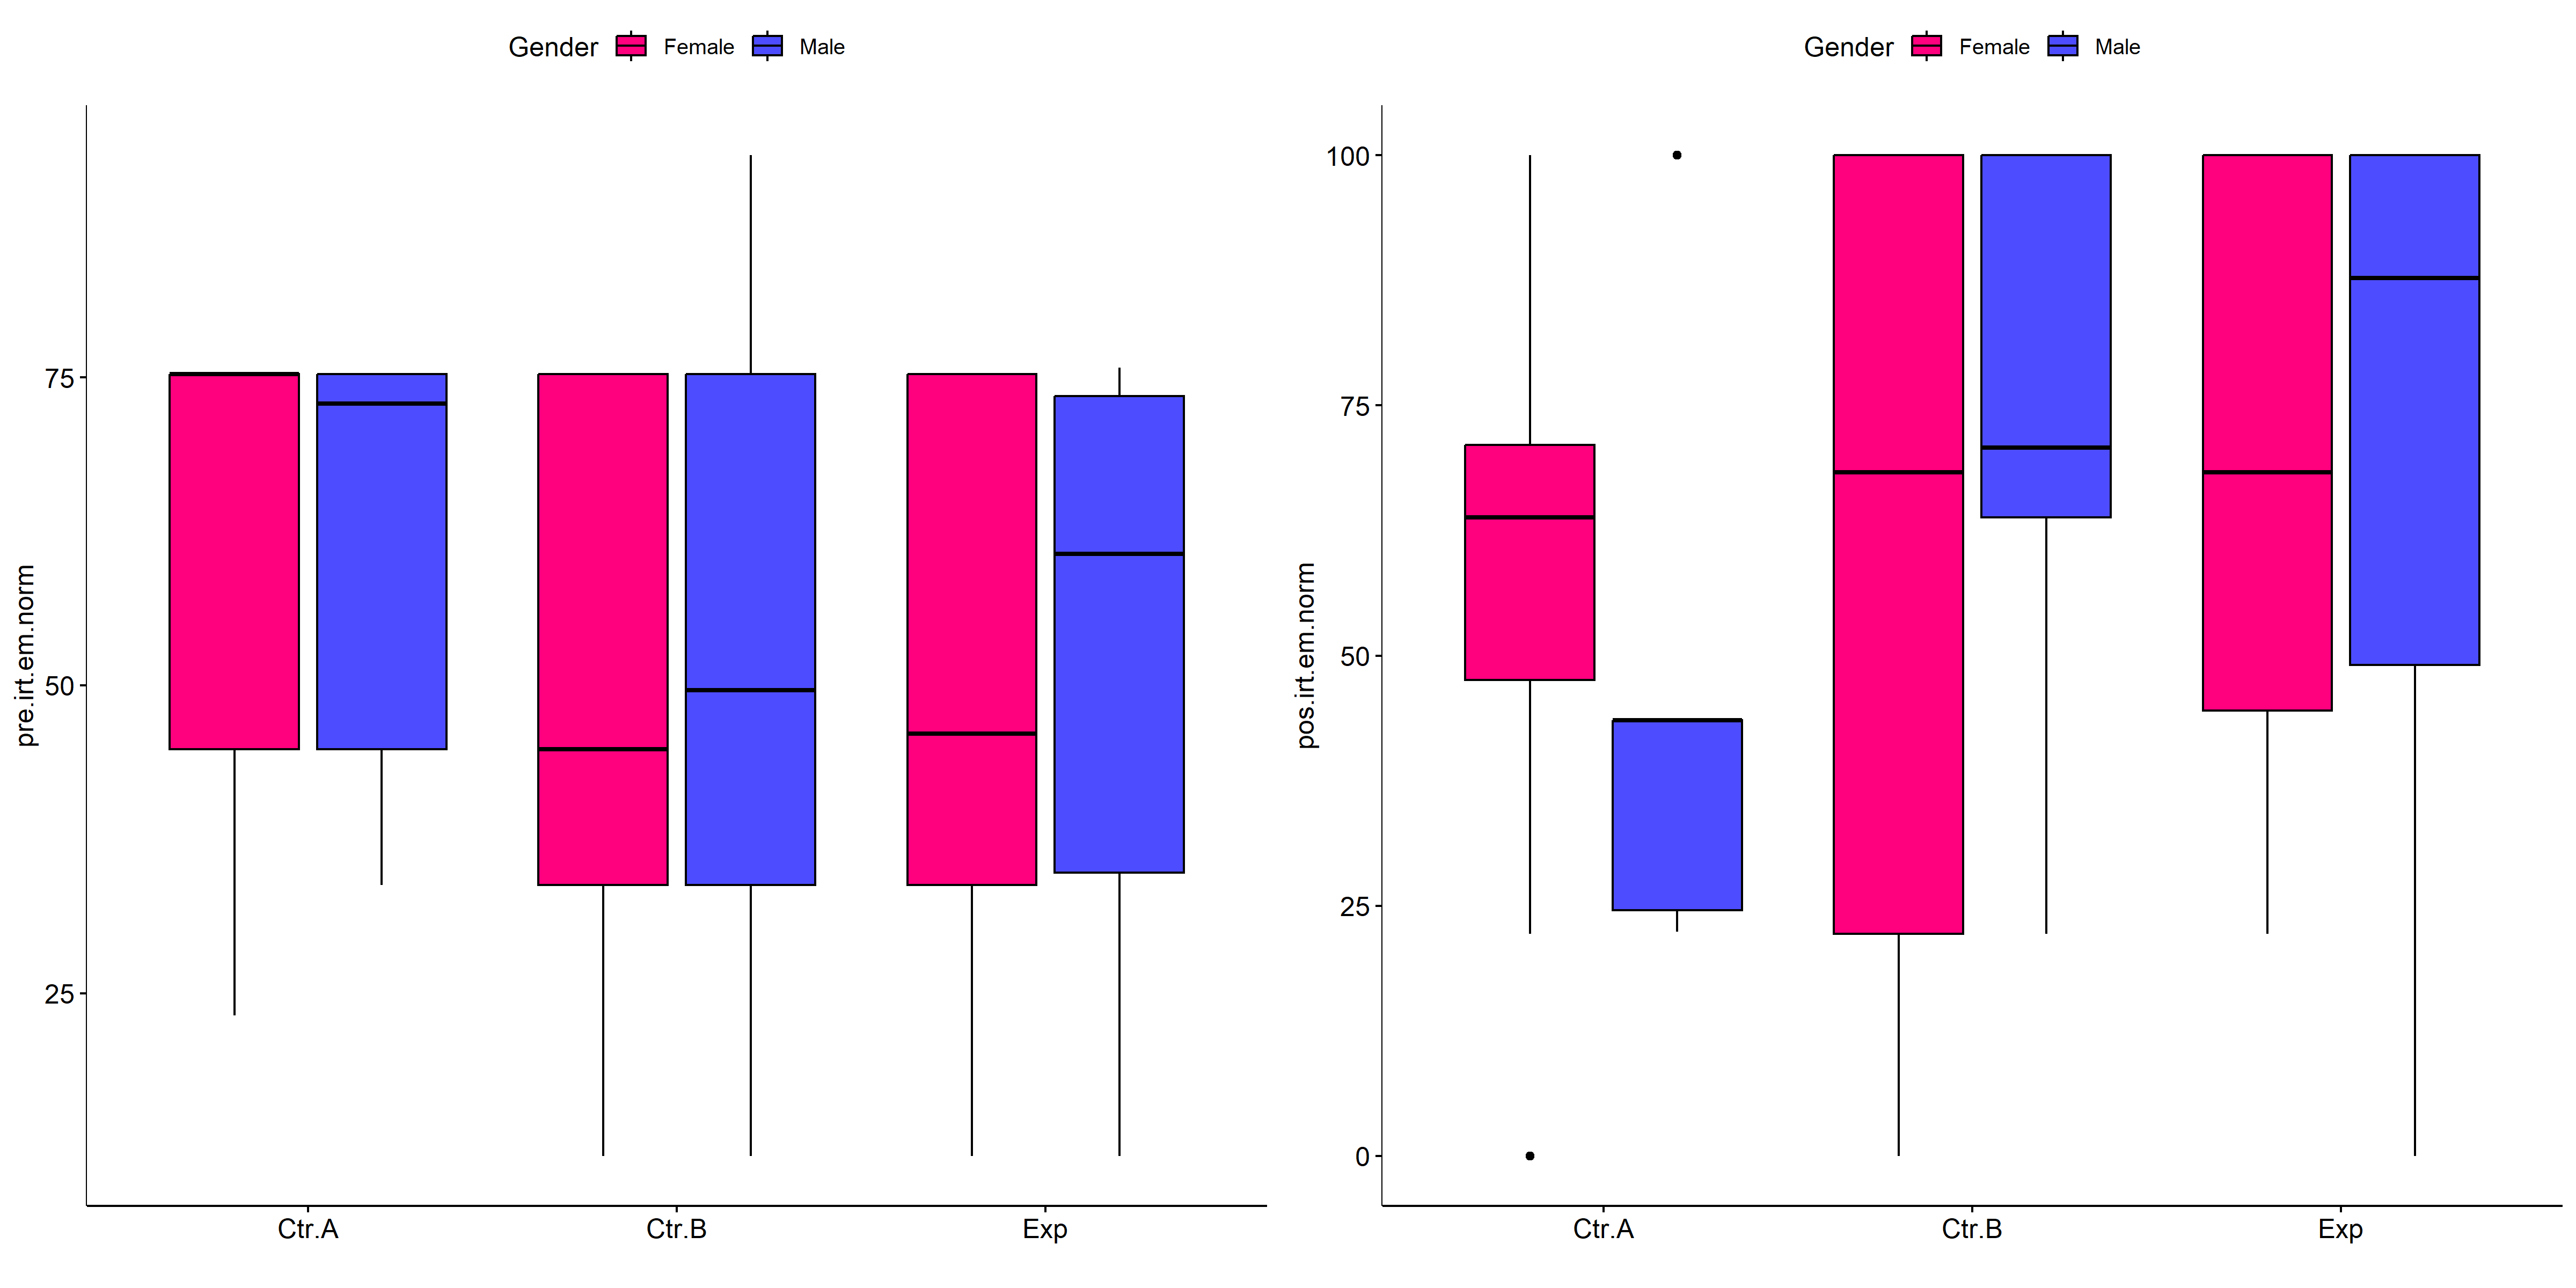 Gender Female Male
pre.irt.em.norm
75
50
25
Ctr.A Ctr.B Exp
Gender Female Male
pos.irt.em.norm
100
75
50
25
0
Ctr.A Ctr.B Exp